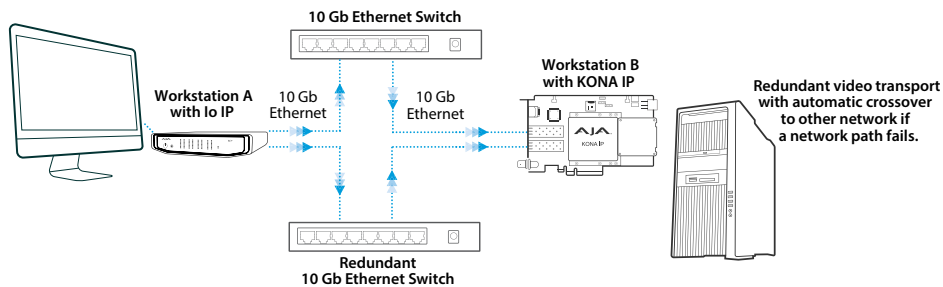 10 Gb Ethernet Switch
Workstation A
with Io IP
10 Gb
Ethernet
10 Gb
Ethernet
Workstation B
with KONA IP
AJA
KONA IP
Redundant video transport
with automatic crossover
to other network if
a network path fails.
Redundant
10 Gb Ethernet Switch